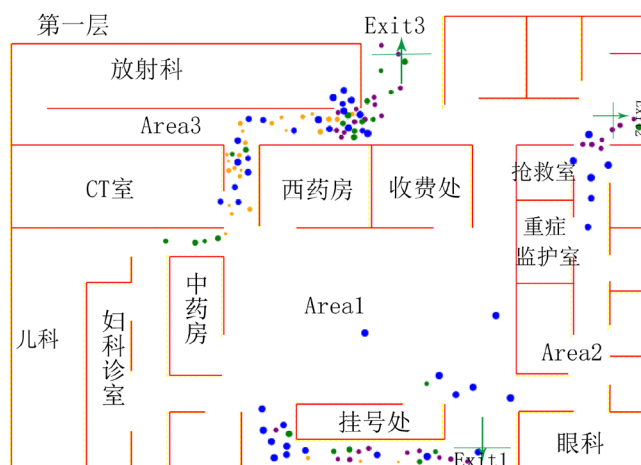 第一层
Exit3
放射科
Area3
抢救室
CT室
西药房
收费处
重症
监护室
中药房
Area1
儿科
妇科诊室
Area2
挂号处
眼科
Exit1